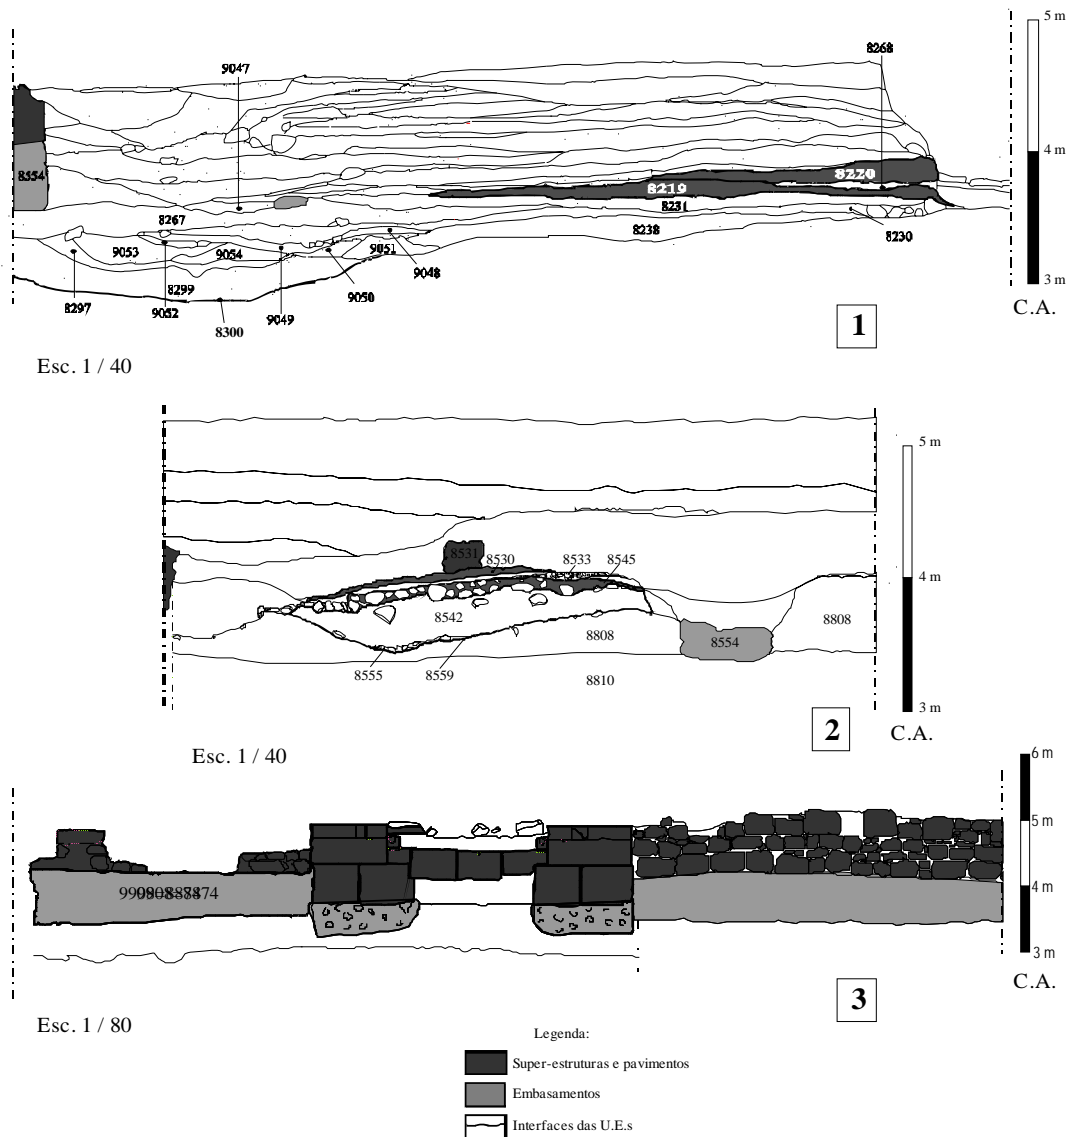 5 m
8268
9047
4 m
8554
8220
8219
8231
8267
8238
8230
9053
9054
9051
9048
8299
3 m
8297
9052
9049
9050
8300
C.A.
1
Esc. 1 / 40
5 m
8531
8530
8533
8545
4 m
8542
8808
8808
8554
8555
8559
8810
3 m
2
C.A.
Esc. 1 / 40
6 m
5 m
4 m
3 m
3
C.A.
Esc. 1 / 80
Legenda:
Super-estruturas e pavimentos
Embasamentos
Interfaces das U.E.s